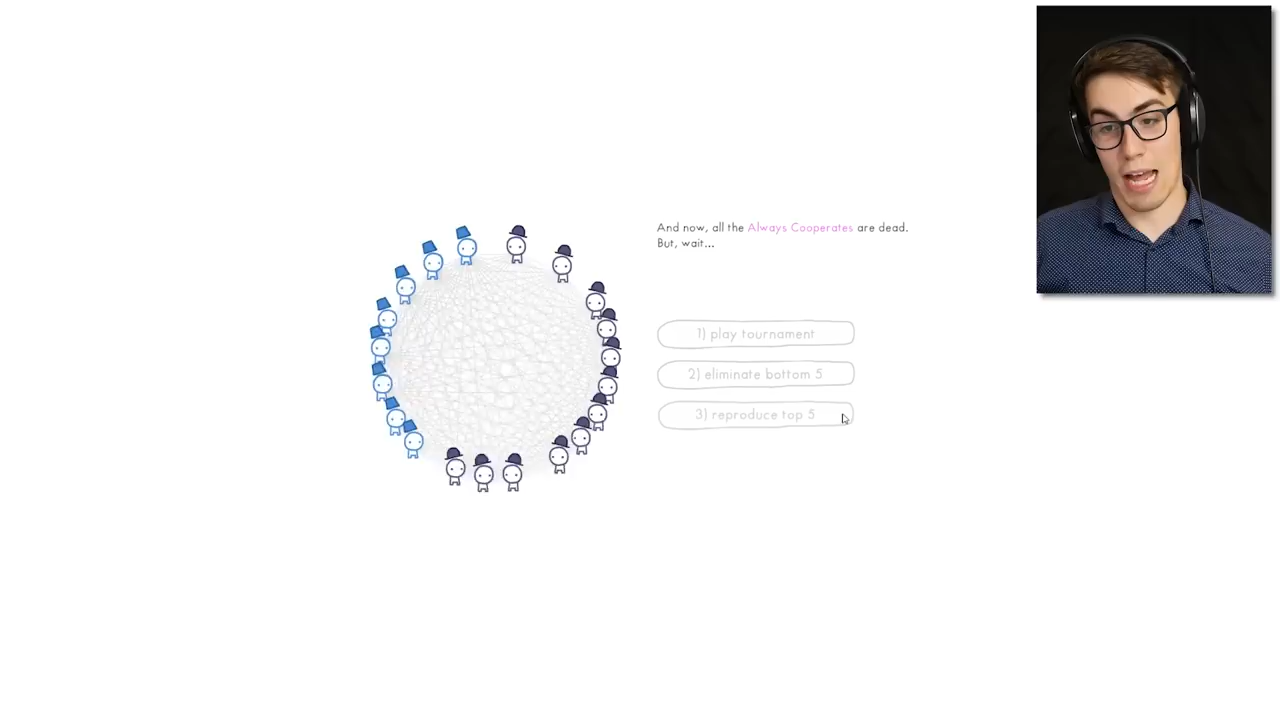 And now, all the Always Cooperates are dead.
But, wait...
1) play tournament
2) eliminate bottom 5
3) reproduce top 5